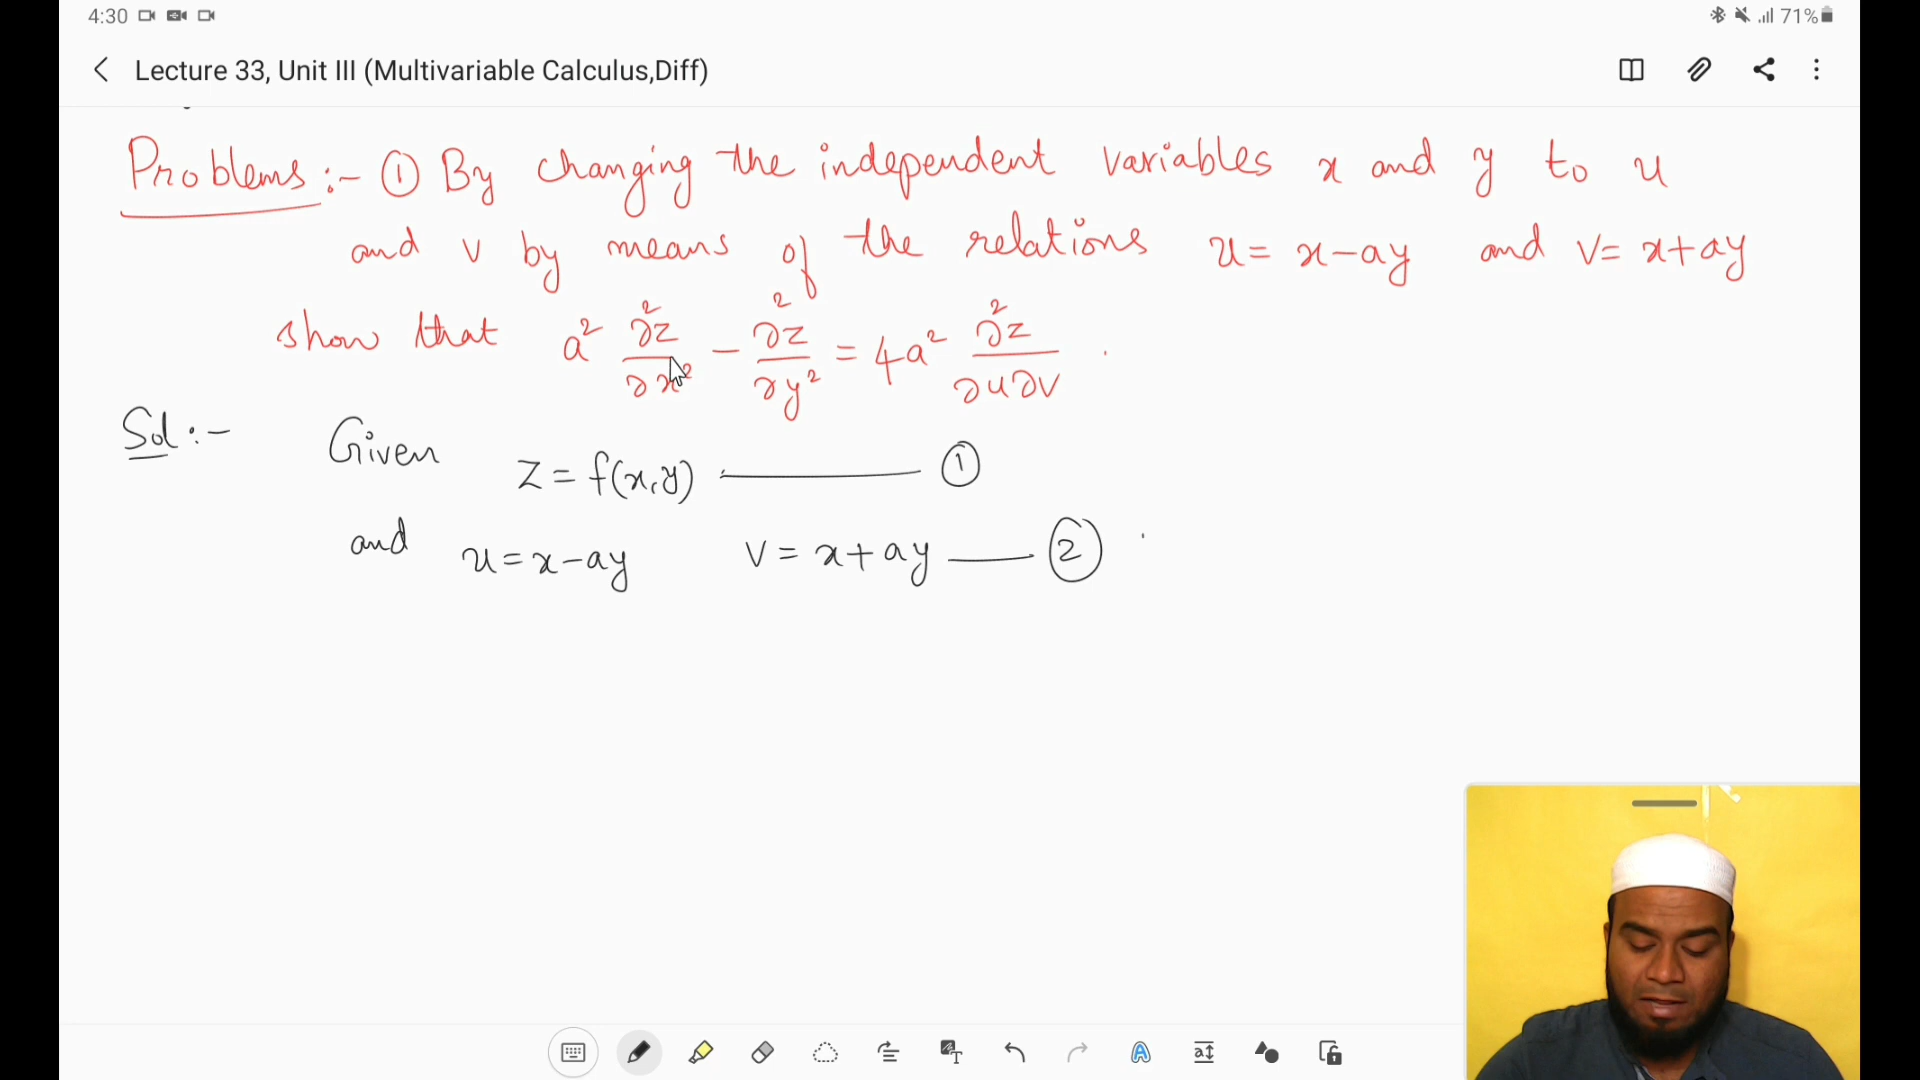 4:30 71%
Lecture 33, Unit III (Multivariable Calculus,Diff)
Problems:- ① By changing the independent variables x and y to u
and v by means of the relations u= x-ay and v= x+ay
show that a² ∂²z/∂x² - ∂²z/∂y² = 4a² ∂²z/∂u∂v .
Sol:- Given
z = f(x,y) ——— ①
and u=x-ay v = x+ay —— ②